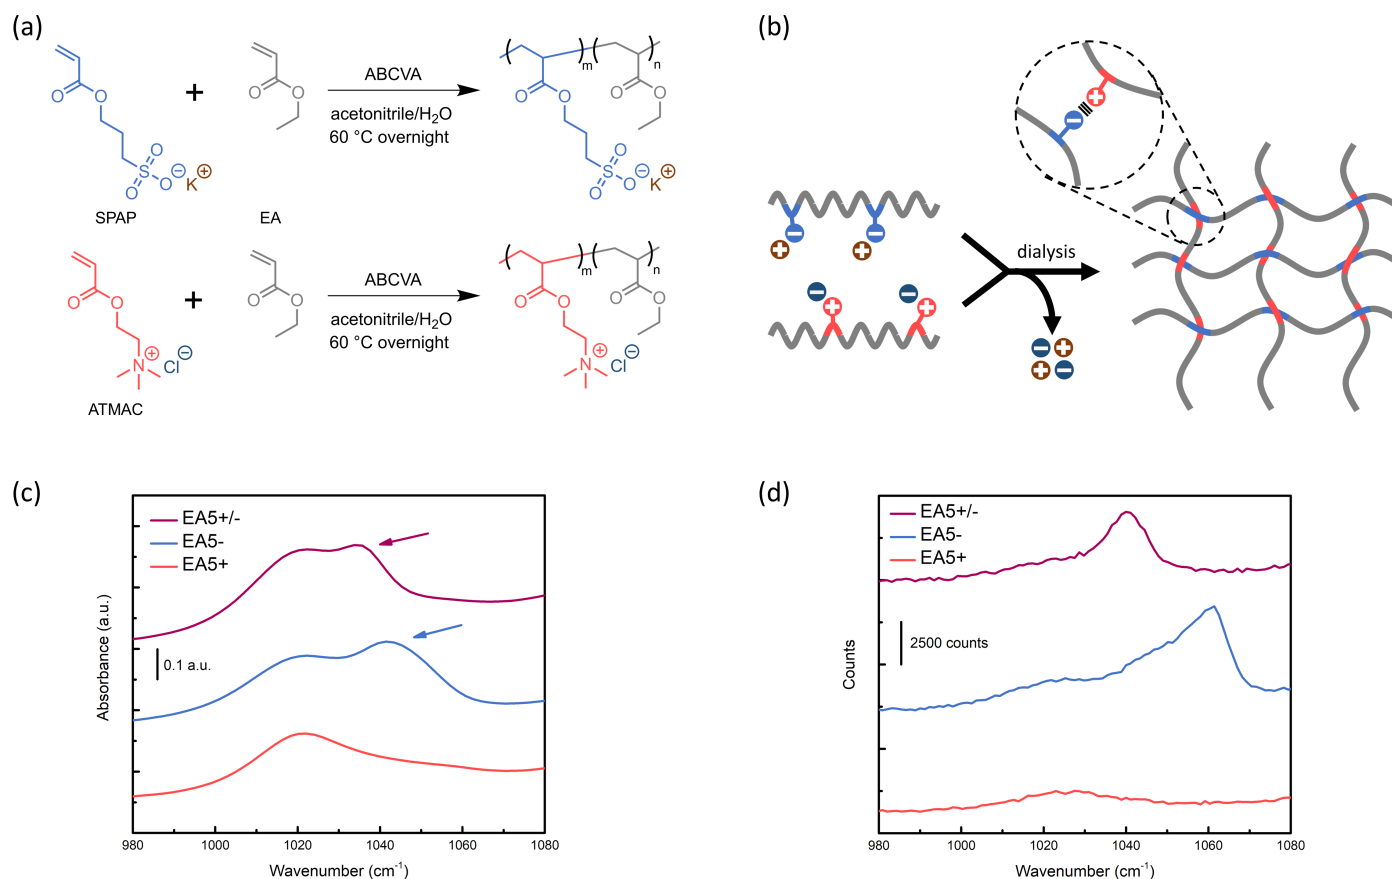 (a)
ABCVA
acetonitrile/H2O
60 °C overnight
+
O
O
O
O
S
O
O
O
K
+
−
SPAP
EA
O
O
O
O
m
n
O
S
O
O
K
+
−
ABCVA
acetonitrile/H2O
60 °C overnight
+
O
O
O
O
N
+
Cl
−
ATMAC
m
n
O
O
O
O
N
+
Cl
−
(b)
dialysis
(c)
EA5+/-
EA5-
EA5+
0.1 a.u.
Absorbance (a.u.)
980 1000 1020 1040 1060 1080
Wavenumber (cm-1)
(d)
EA5+/-
EA5-
EA5+
2500 counts
Counts
980 1000 1020 1040 1060 1080
Wavenumber (cm-1)